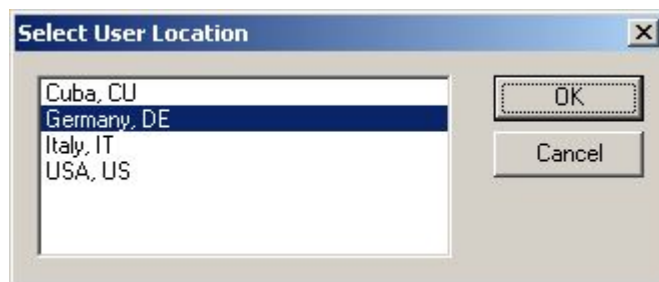 Select User Location
Cuba, CU
OK
Germany, DE
Italy, IT
Cancel
USA, US